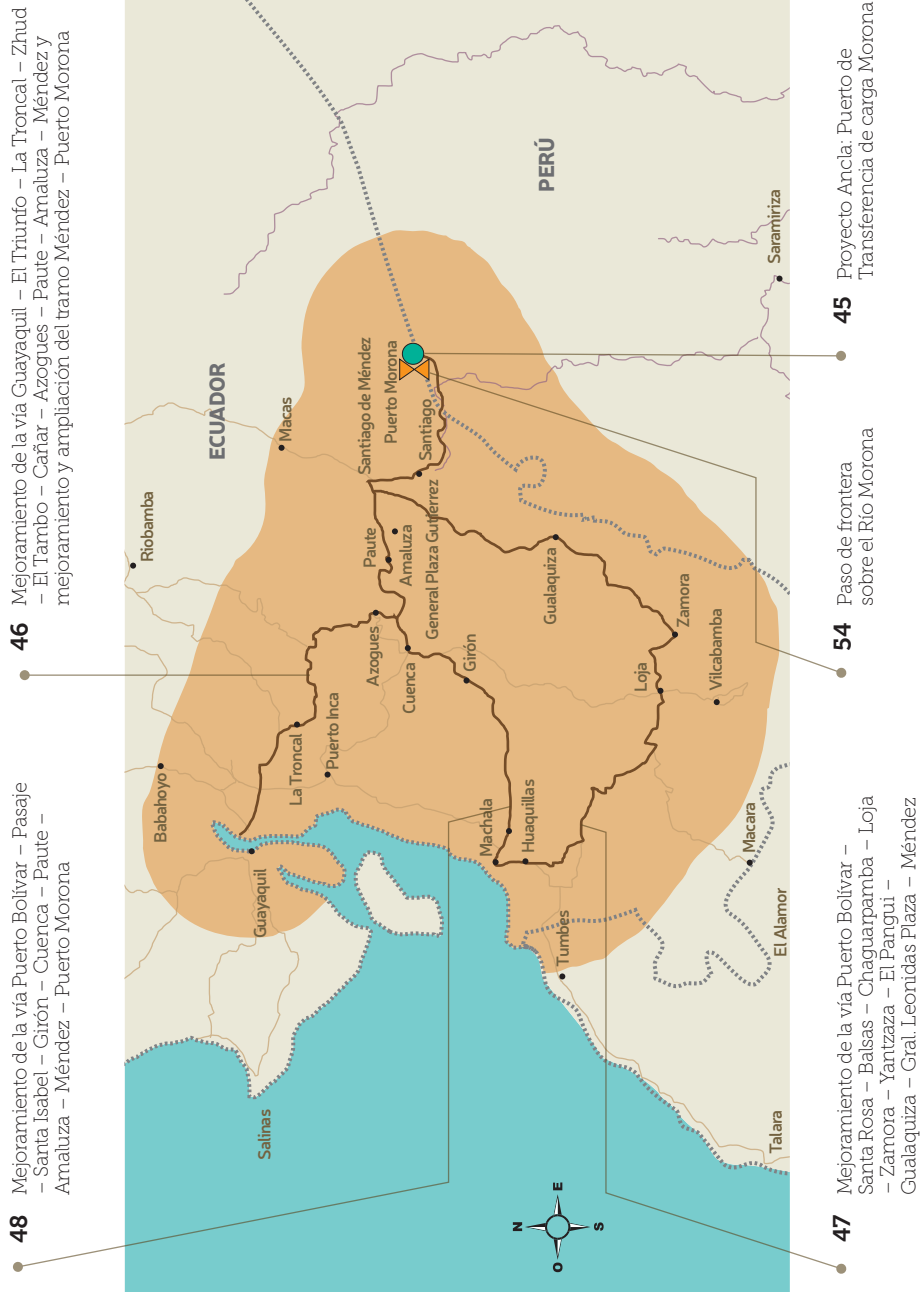 48 Mejoramiento de la vía Puerto Bolívar – Pasaje
– Santa Isabel – Girón – Cuenca – Paute –
Amaluza – Méndez – Puerto Morona
46 Mejoramiento de la vía Guayaquil – El Triunfo – La Troncal – Zhud
– El Tambo – Cañar – Azogues – Paute – Amaluza – Méndez y
mejoramiento y ampliación del tramo Méndez – Puerto Morona
Riobamba
Babahoyo
ECUADOR
Macas
Guayaquil
Salinas
La Troncal
Puerto Inca
Santiago de Méndez
Puerto Morona
Paute
Azogues
Amaluza
Santiago
Cuenca
General Plaza Gutierrez
PERÚ
Girón
Machala
Huaquillas
Gualaquiza
Tumbes
Loja
Zamora
Vilcabamba
Macara
El Alamor
Saramiriza
Talara
N
O
E
S
47 Mejoramiento de la vía Puerto Bolívar –
Santa Rosa – Balsas – Chaguarpamba – Loja
– Zamora – Yantzaza – El Pangui –
Gualaquiza – Gral. Leonidas Plaza – Méndez
54 Paso de frontera
sobre el Río Morona
45 Proyecto Ancla: Puerto de
Transferencia de carga Morona